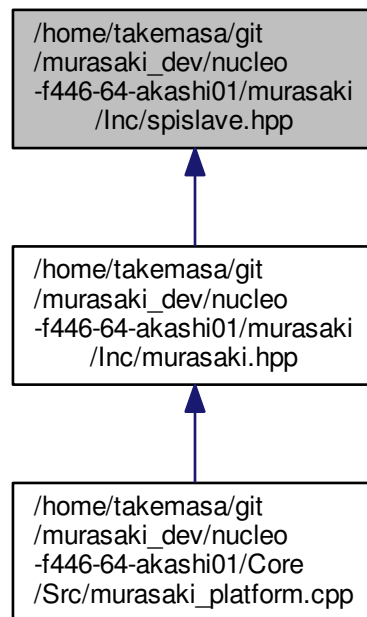 /home/takemasa/git
/murasaki_dev/nucleo
-f446-64-akashi01/murasaki
/Inc/spislave.hpp
/home/takemasa/git
/murasaki_dev/nucleo
-f446-64-akashi01/murasaki
/Inc/murasaki.hpp
/home/takemasa/git
/murasaki_dev/nucleo
-f446-64-akashi01/Core
/Src/murasaki_platform.cpp